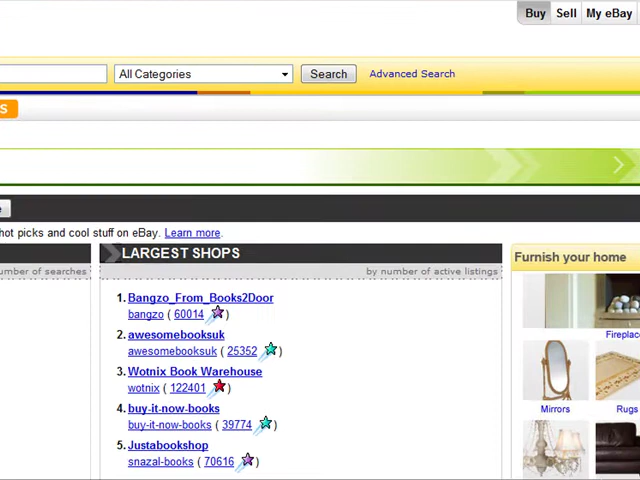 Buy Sell My eBay
All Categories Search Advanced Search
S
hot picks and cool stuff on eBay. Learn more.
LARGEST SHOPS
umber of searches)
by number of active listings)
1. Bangzo_From_Books2Door
bangzo ( 60014 )
2. awesomebooksuk
awesomebooksuk ( 25352 )
3. Wotnix Book Warehouse
wotnix ( 122401 )
4. buy-it-now-books
buy-it-now-books ( 39774 )
5. Justabookshop
snazal-books ( 70616 )
Furnish your home
Fireplac
Mirrors
Rugs